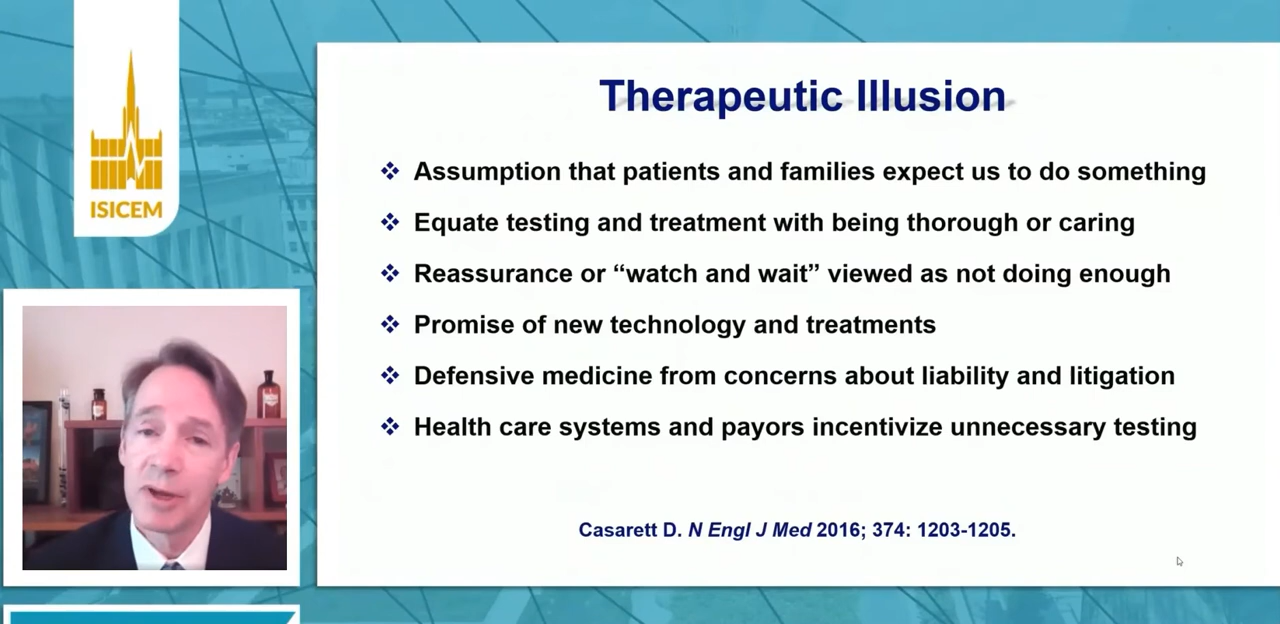 ISICEM
Therapeutic Illusion
❖ Assumption that patients and families expect us to do something
❖ Equate testing and treatment with being thorough or caring
❖ Reassurance or “watch and wait” viewed as not doing enough
❖ Promise of new technology and treatments
❖ Defensive medicine from concerns about liability and litigation
❖ Health care systems and payors incentivize unnecessary testing
Casarett D. N Engl J Med 2016; 374: 1203-1205.